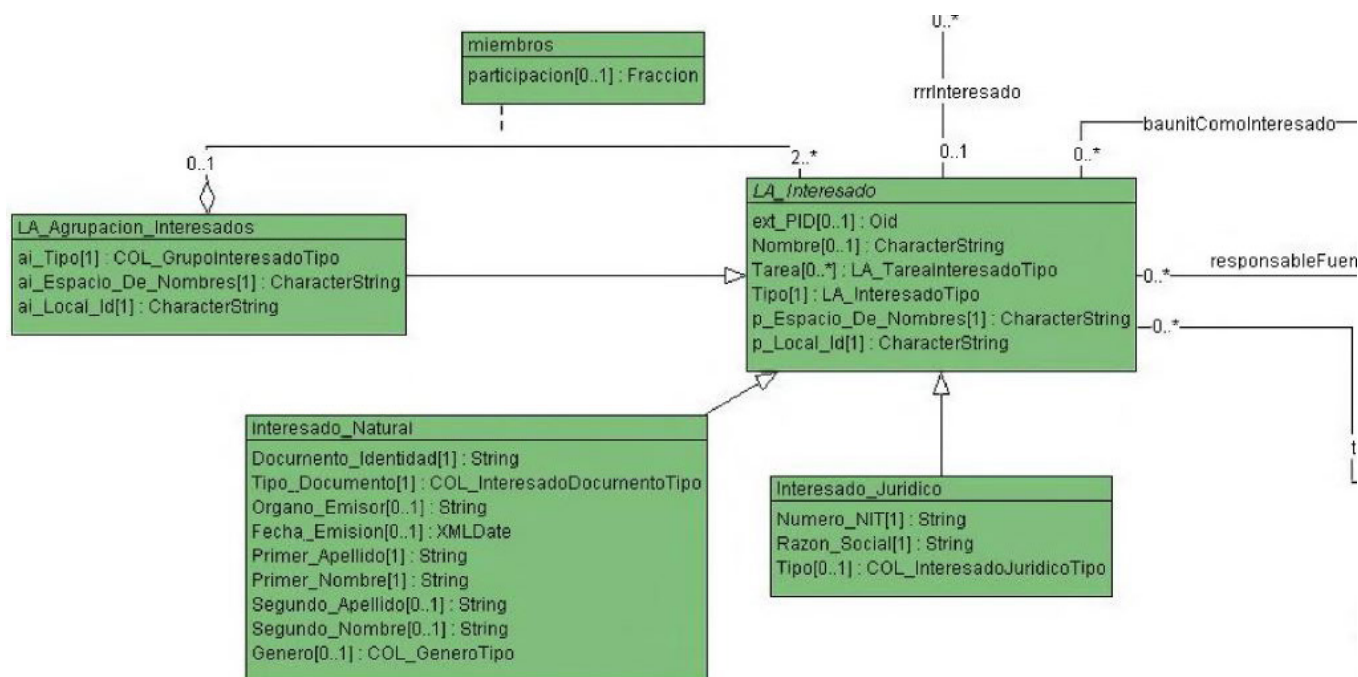 0..*
miembros
participacion[0..1] : Fraccion
rrrInteresado
baunitComoInteresado
0..1
2..*
0..1
0..*
LA_Interesado
ext_PID[0..1] : Oid
Nombre[0..1] : CharacterString
Tarea[0..*] : LA_TareaInteresadoTipo
Tipo[1] : LA_InteresadoTipo
p_Espacio_De_Nombres[1] : CharacterString
p_Local_Id[1] : CharacterString
LA_Agrupacion_Interesados
ai_Tipo[1] : COL_GrupoInteresadoTipo
ai_Espacio_De_Nombres[1] : CharacterString
ai_Local_Id[1] : CharacterString
0..*
responsableFuen
0..*
Interesado_Natural
Documento_Identidad[1] : String
Tipo_Documento[1] : COL_InteresadoDocumentoTipo
Organo_Emisor[0..1] : String
Fecha_Emision[0..1] : XMLDate
Primer_Apellido[1] : String
Primer_Nombre[1] : String
Segundo_Apellido[0..1] : String
Segundo_Nombre[0..1] : String
Genero[0..1] : COL_GeneroTipo
t
Interesado_Juridico
Numero_NIT[1] : String
Razon_Social[1] : String
Tipo[0..1] : COL_InteresadoJuridicoTipo